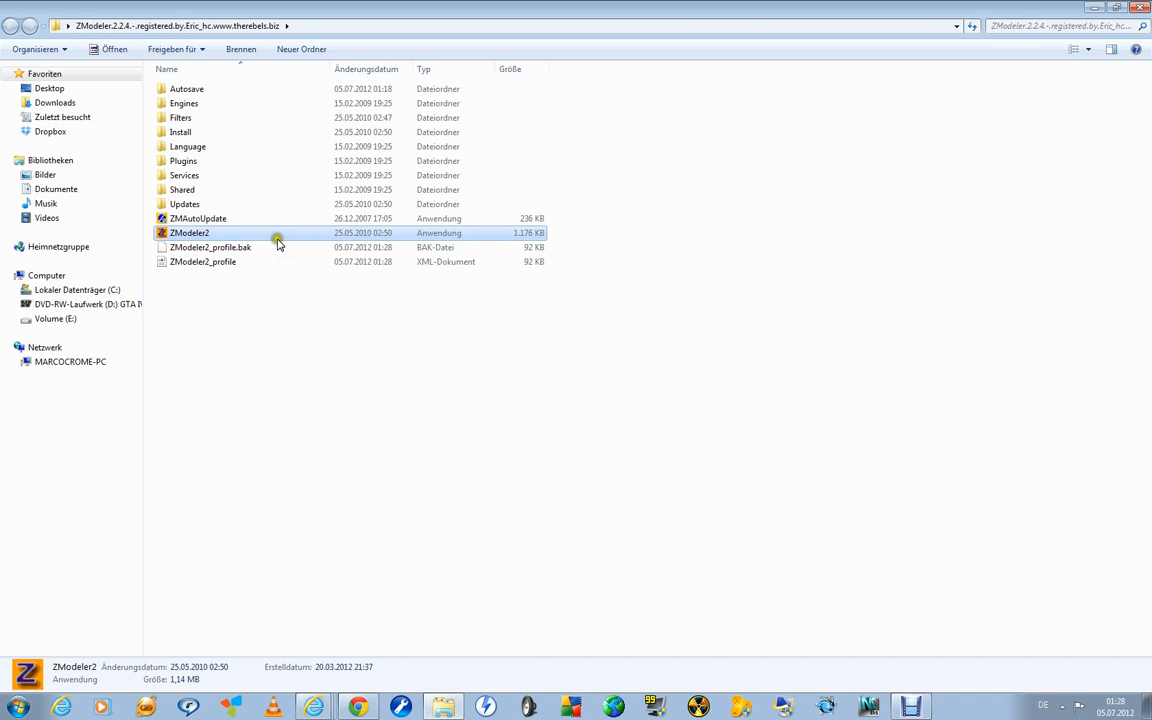 ZModeler.2.2.4.-.registered.by.Eric_hc.www.therebels.biz
ZModeler.2.2.4.-.registered.by.Eric_hc....
Organisieren Öffnen Freigeben für Brennen Neuer Ordner
Name Änderungsdatum Typ Größe
Favoriten
Desktop
Downloads
Zuletzt besucht
Dropbox
Bibliotheken
Bilder
Dokumente
Musik
Videos
Heimnetzgruppe
Computer
Lokaler Datenträger (C:)
DVD-RW-Laufwerk (D:) GTA IV
Volume (E:)
Netzwerk
MARCOCROME-PC
Autosave 05.07.2012 01:18 Dateiordner
Engines 15.02.2009 19:25 Dateiordner
Filters 25.05.2010 02:47 Dateiordner
Install 25.05.2010 02:50 Dateiordner
Language 15.02.2009 19:25 Dateiordner
Plugins 15.02.2009 19:25 Dateiordner
Services 15.02.2009 19:25 Dateiordner
Shared 15.02.2009 19:25 Dateiordner
Updates 25.05.2010 02:50 Dateiordner
ZMAutoUpdate 26.12.2007 17:05 Anwendung 236 KB
ZModeler2 25.05.2010 02:50 Anwendung 1.176 KB
ZModeler2_profile.bak 05.07.2012 01:28 BAK-Datei 92 KB
ZModeler2_profile 05.07.2012 01:28 XML-Dokument 92 KB
ZModeler2 Änderungsdatum: 25.05.2010 02:50 Erstelldatum: 20.03.2012 21:37
Anwendung Größe: 1,14 MB
99
DE
01:28
05.07.2012